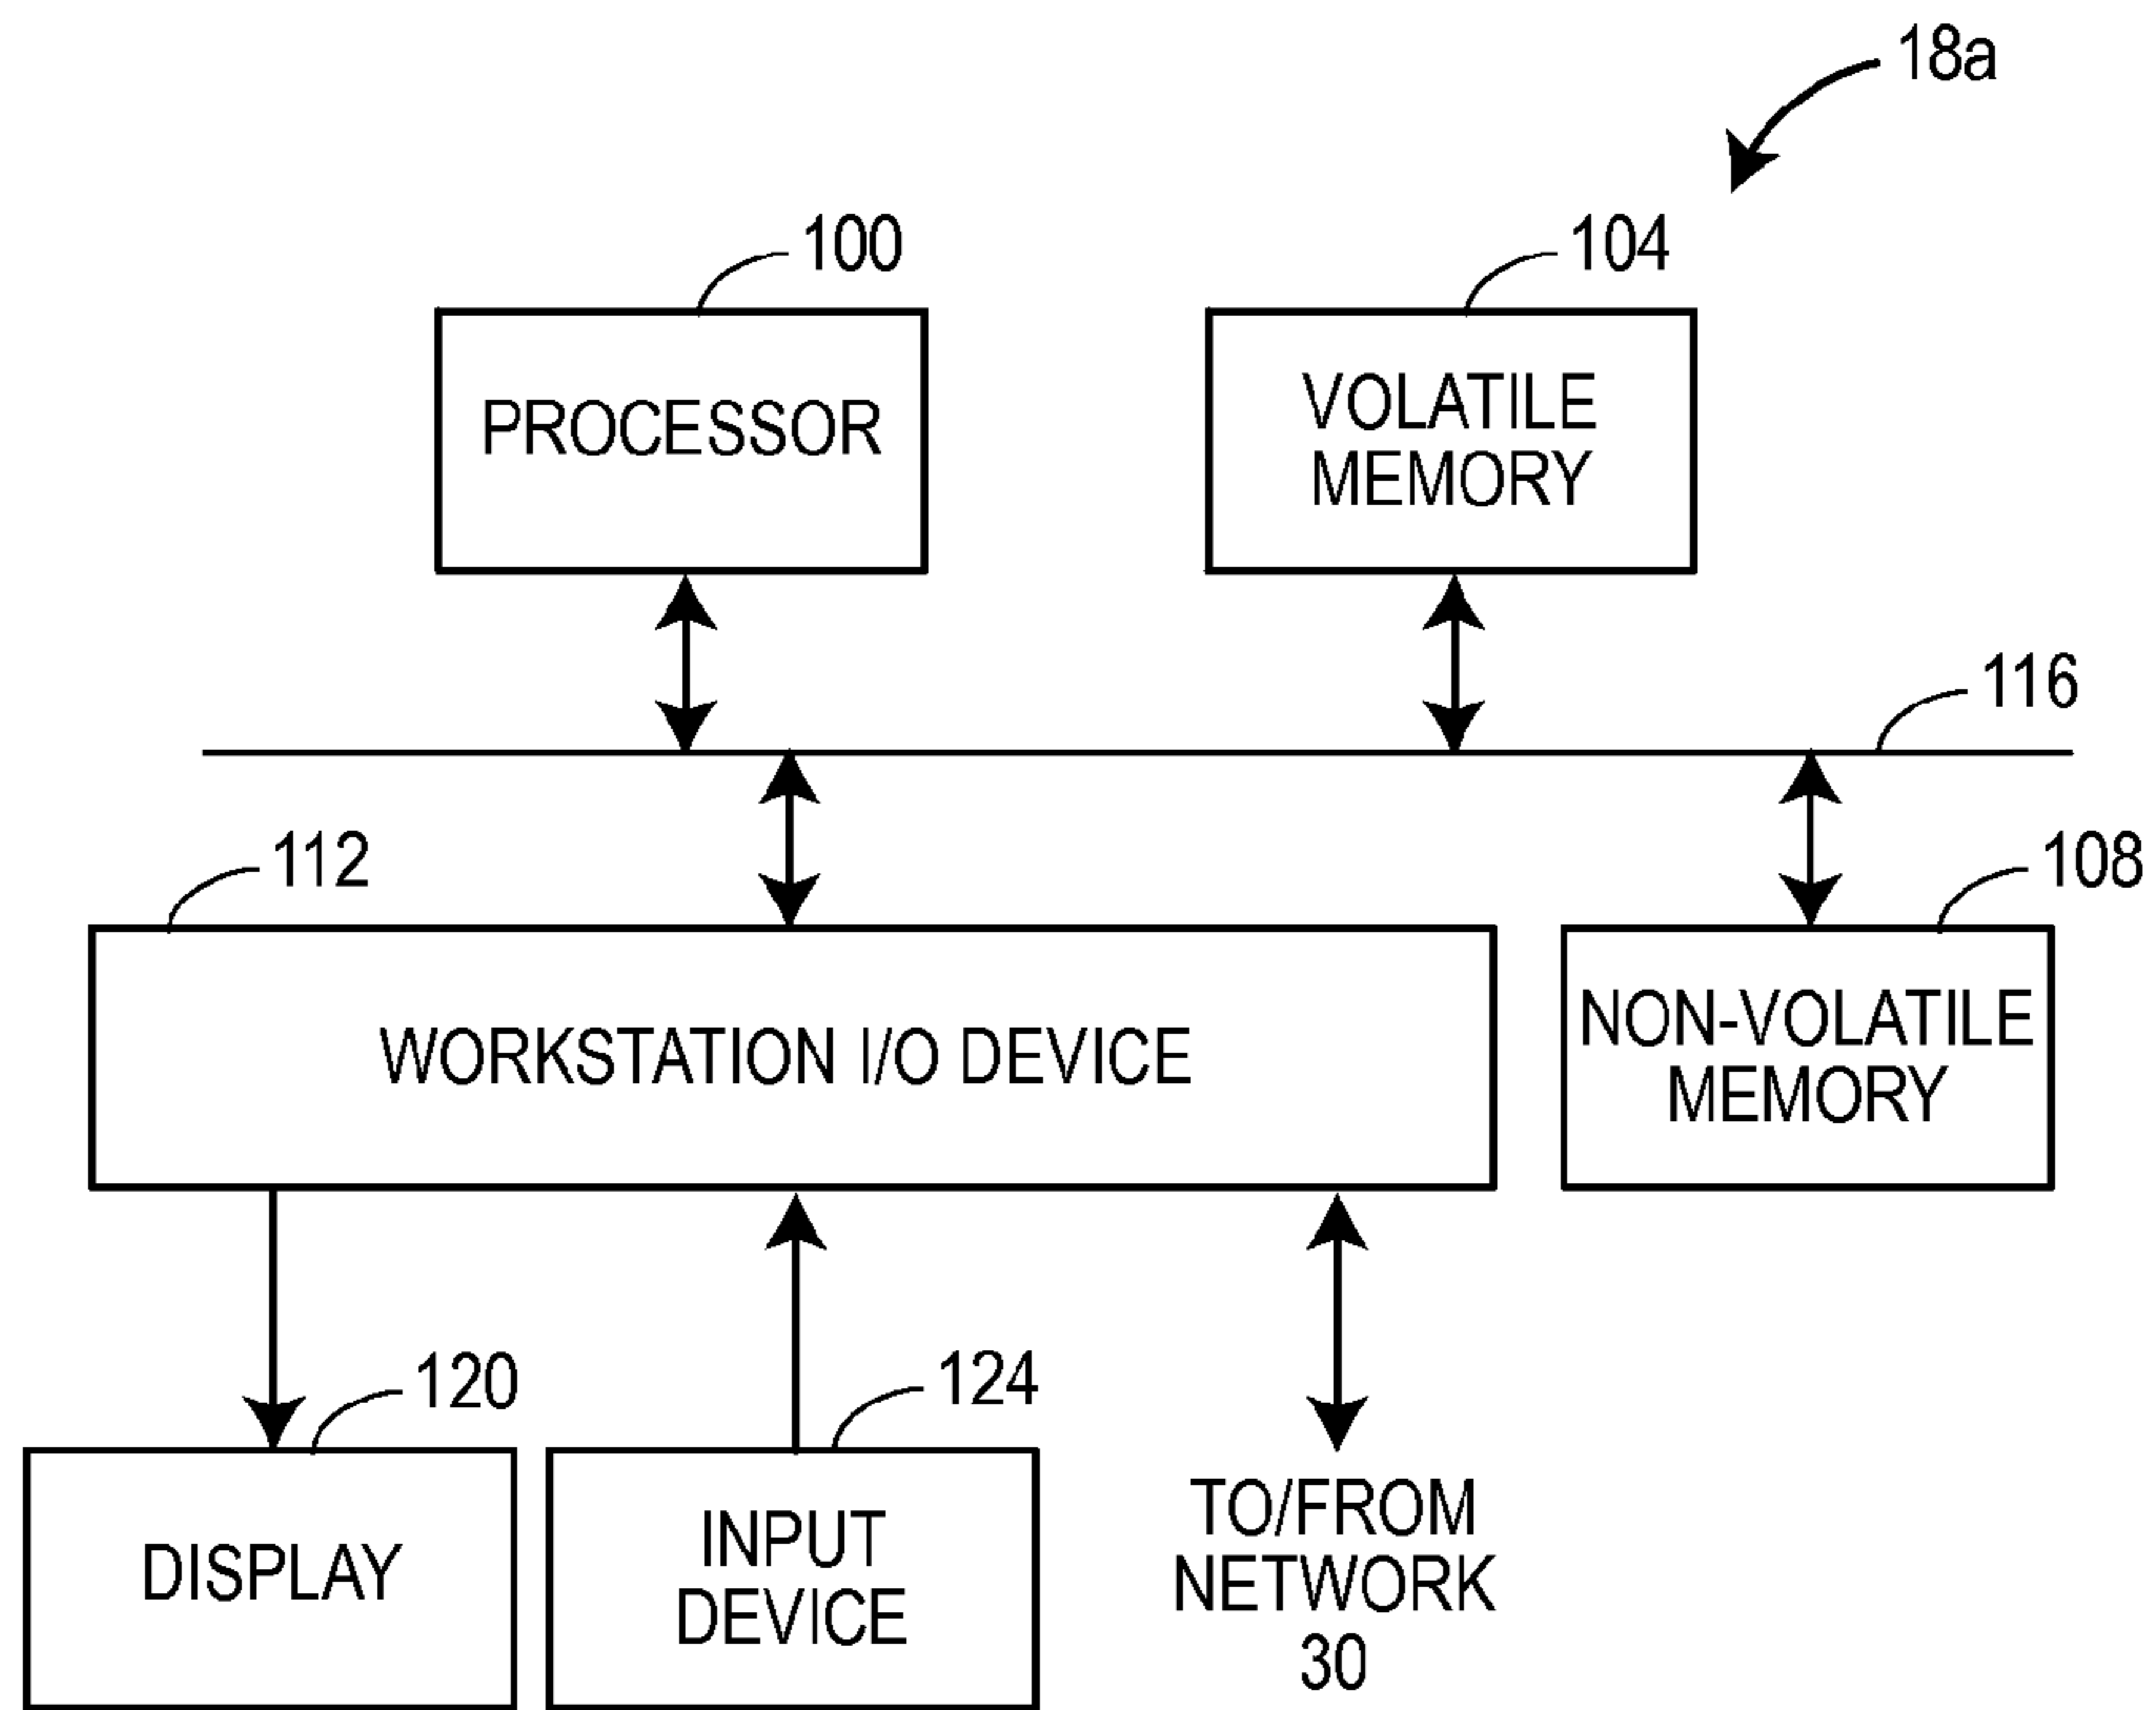 18a
100
104
PROCESSOR
VOLATILE
MEMORY
116
112
108
WORKSTATION I/O DEVICE
NON-VOLATILE
MEMORY
120
124
DISPLAY
INPUT
DEVICE
TO/FROM
NETWORK
30